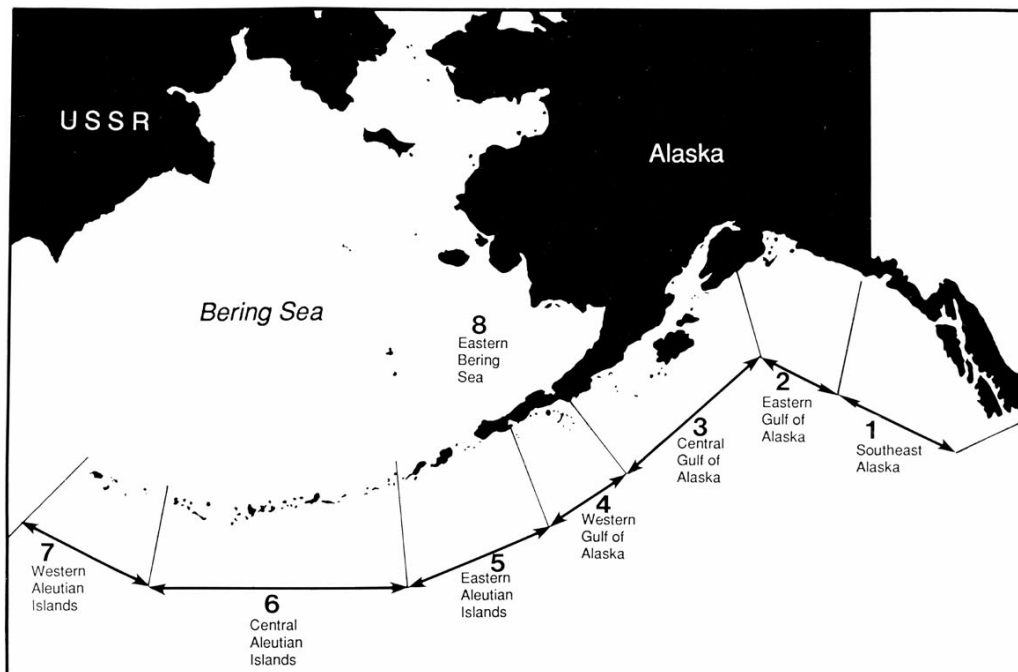 USSR
Alaska
Bering Sea
8
Eastern
Bering
Sea
7
Western
Aleutian
Islands
6
Central
Aleutian
Islands
5
Eastern
Aleutian
Islands
4
Western
Gulf of
Alaska
3
Central
Gulf of
Alaska
2
Eastern
Gulf of
Alaska
1
Southeast
Alaska